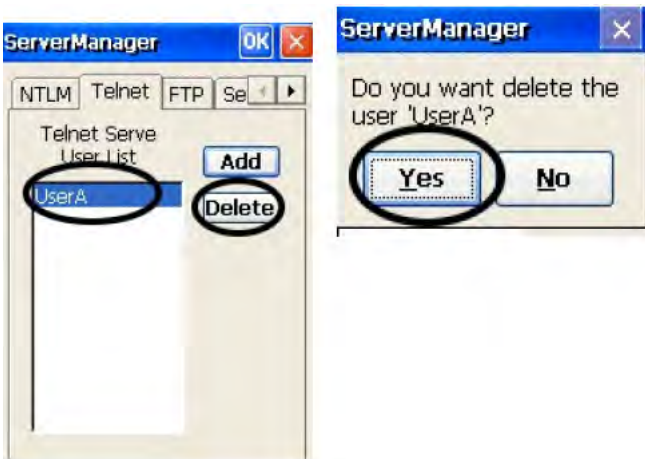 ServerManager OK
NTLM Telnet FTP Se
Telnet Serve
User List
Add
UserA
Delete
ServerManager
Do you want delete the
user 'UserA'?
Yes No